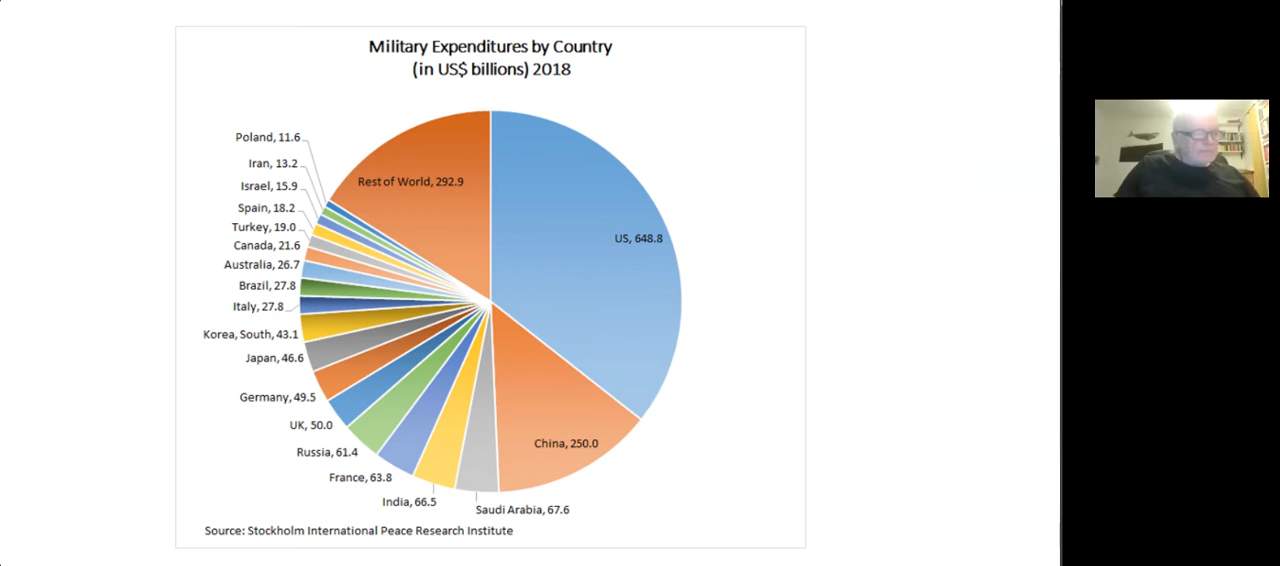 Military Expenditures by Country
(in US$ billions) 2018
Poland, 11.6
Iran, 13.2
Israel, 15.9
Spain, 18.2
Turkey, 19.0
Canada, 21.6
Australia, 26.7
Brazil, 27.8
Italy, 27.8
Korea, South, 43.1
Japan, 46.6
Germany, 49.5
UK, 50.0
Russia, 61.4
France, 63.8
India, 66.5
Saudi Arabia, 67.6
China, 250.0
US, 648.8
Rest of World, 292.9
Source: Stockholm International Peace Research Institute